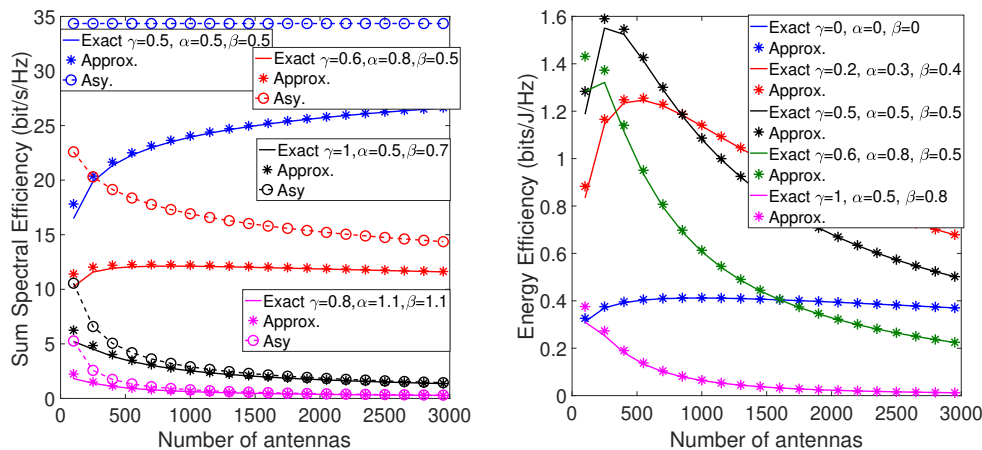 35
30
25
20
15
10
5
0
0
500
1000
1500
2000
2500
3000
Number of antennas
Sum Spectral Efficiency (bit/s/Hz)
Exact γ=0.5, α=0.5,β=0.5
Approx.
Asy.
Exact γ=0.6,α=0.8,β=0.5
Approx.
Asy.
Exact γ=1,α=0.5,β=0.7
Approx.
Asy
Exact γ=0.8,α=1.1,β=1.1
Approx.
Asy
1.6
1.4
1.2
1
0.8
0.6
0.4
0.2
0
0
500
1000
1500
2000
2500
3000
Number of antennas
Energy Efficiency (bits/J/Hz)
Exact γ=0, α=0, β=0
Approx.
Exact γ=0.2, α=0.3, β=0.4
Approx.
Exact γ=0.5, α=0.5, β=0.5
Approx.
Exact γ=0.6, α=0.8, β=0.5
Approx.
Exact γ=1, α=0.5, β=0.8
Approx.